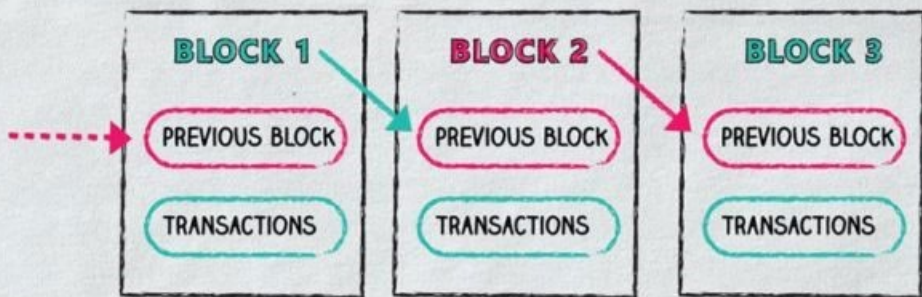 BLOCK 1
PREVIOUS BLOCK
TRANSACTIONS
BLOCK 2
PREVIOUS BLOCK
TRANSACTIONS
BLOCK 3
PREVIOUS BLOCK
TRANSACTIONS